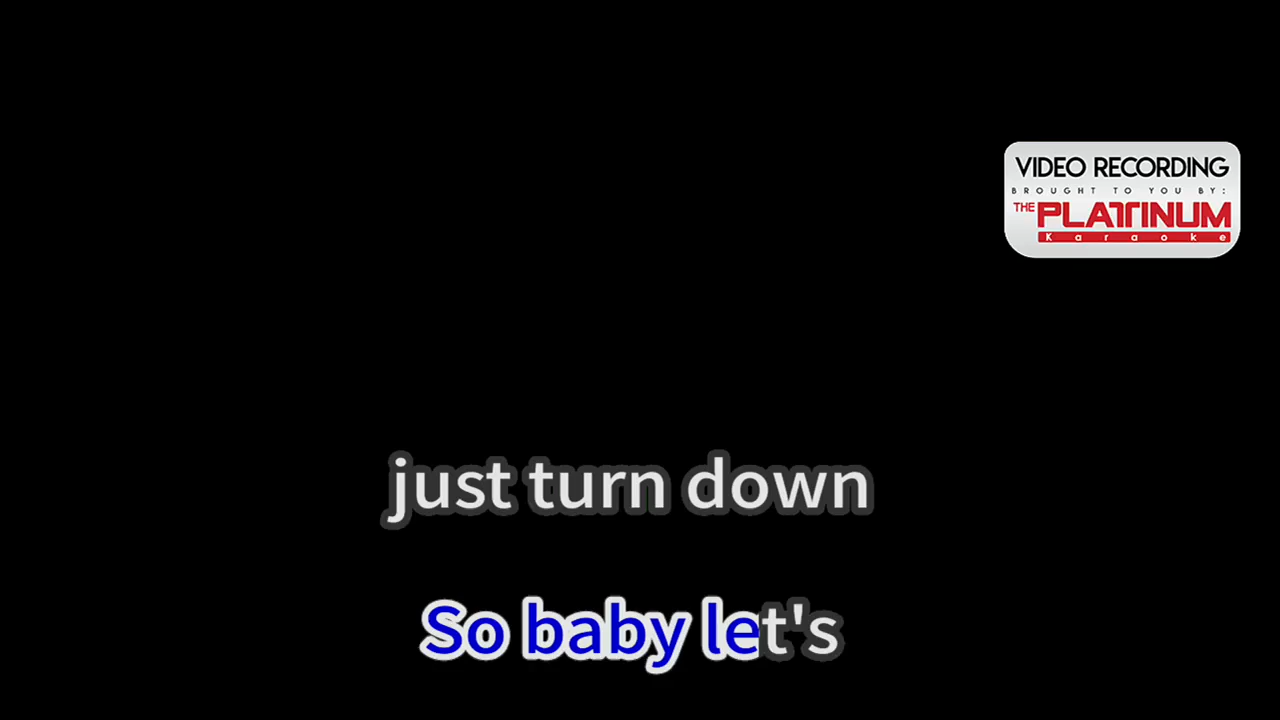 VIDEO RECORDING
BROUGHT TO YOU BY:
THE PLATINUM
Karaoke
just turn down
So baby let's